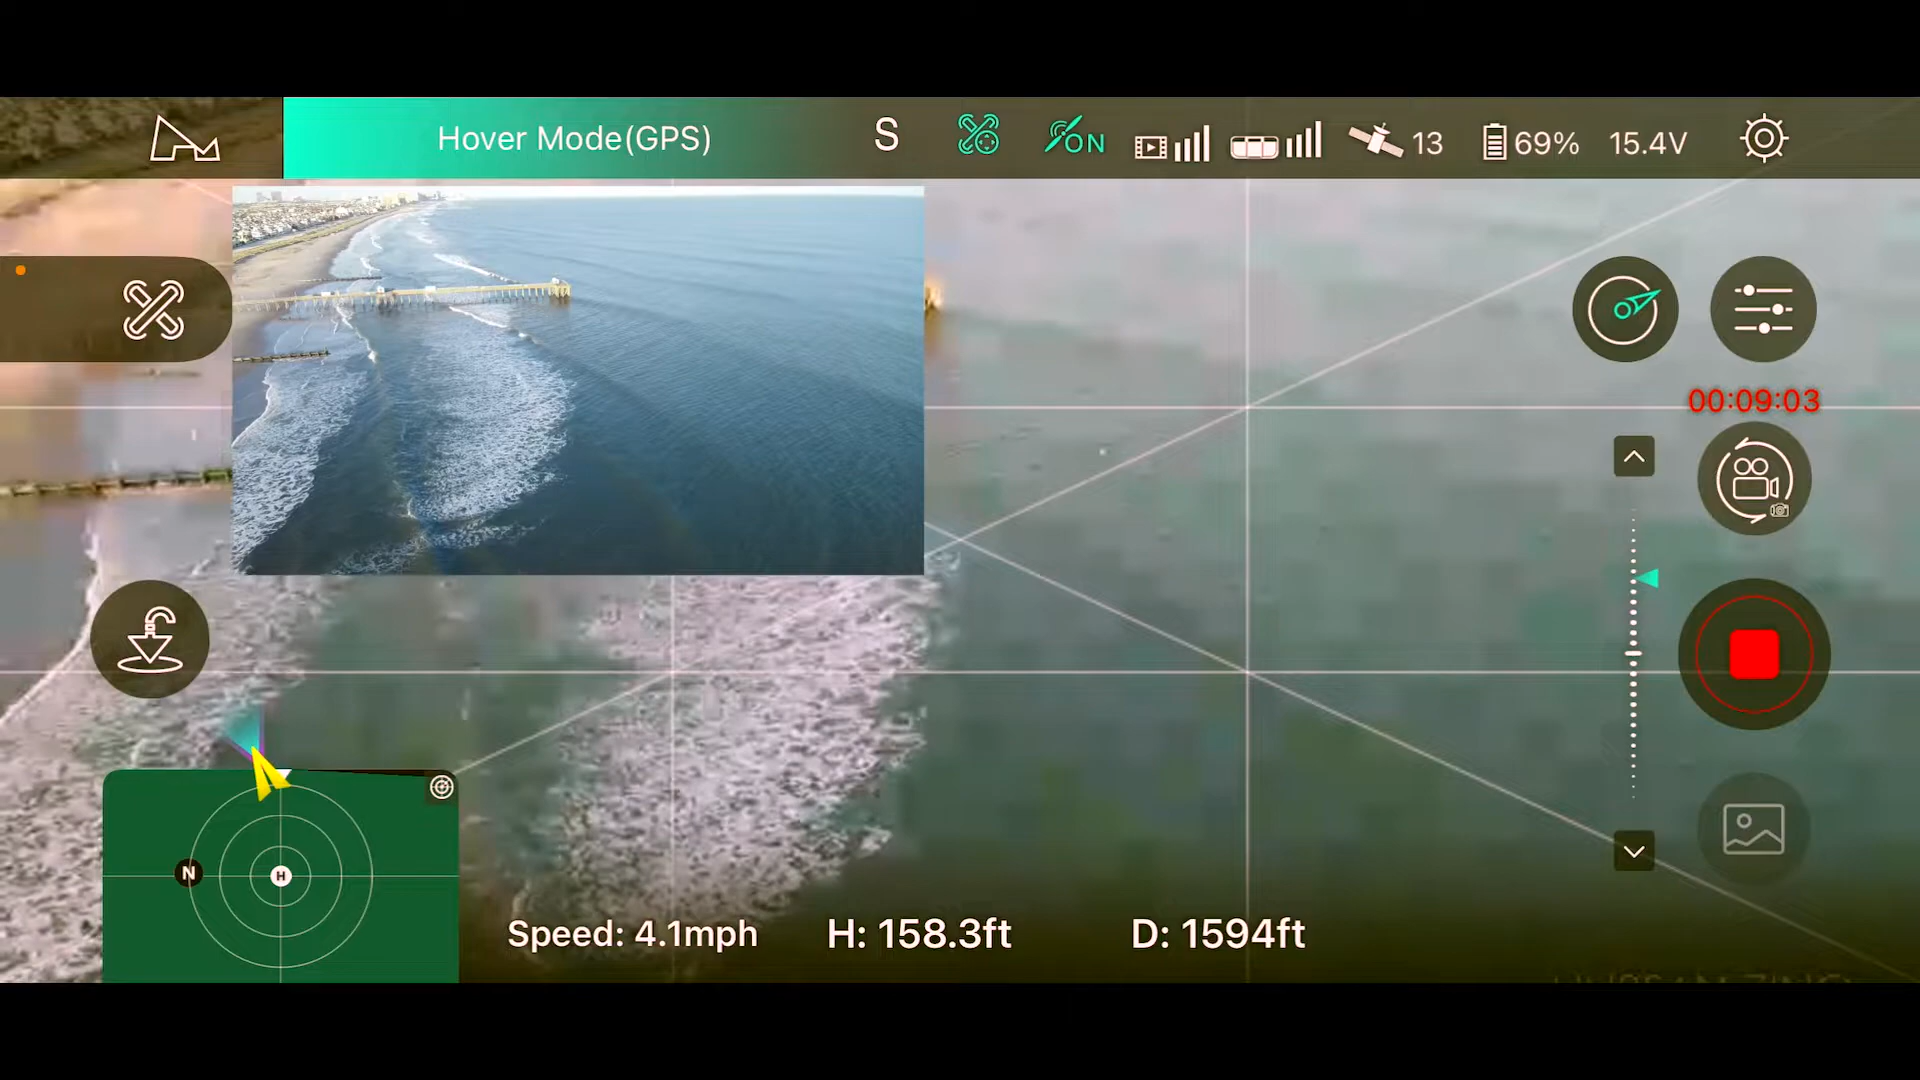 Hover Mode(GPS) S ON 13 69% 15.4V
00:09:03
N H
Speed: 4.1mph H: 158.3ft D: 1594ft